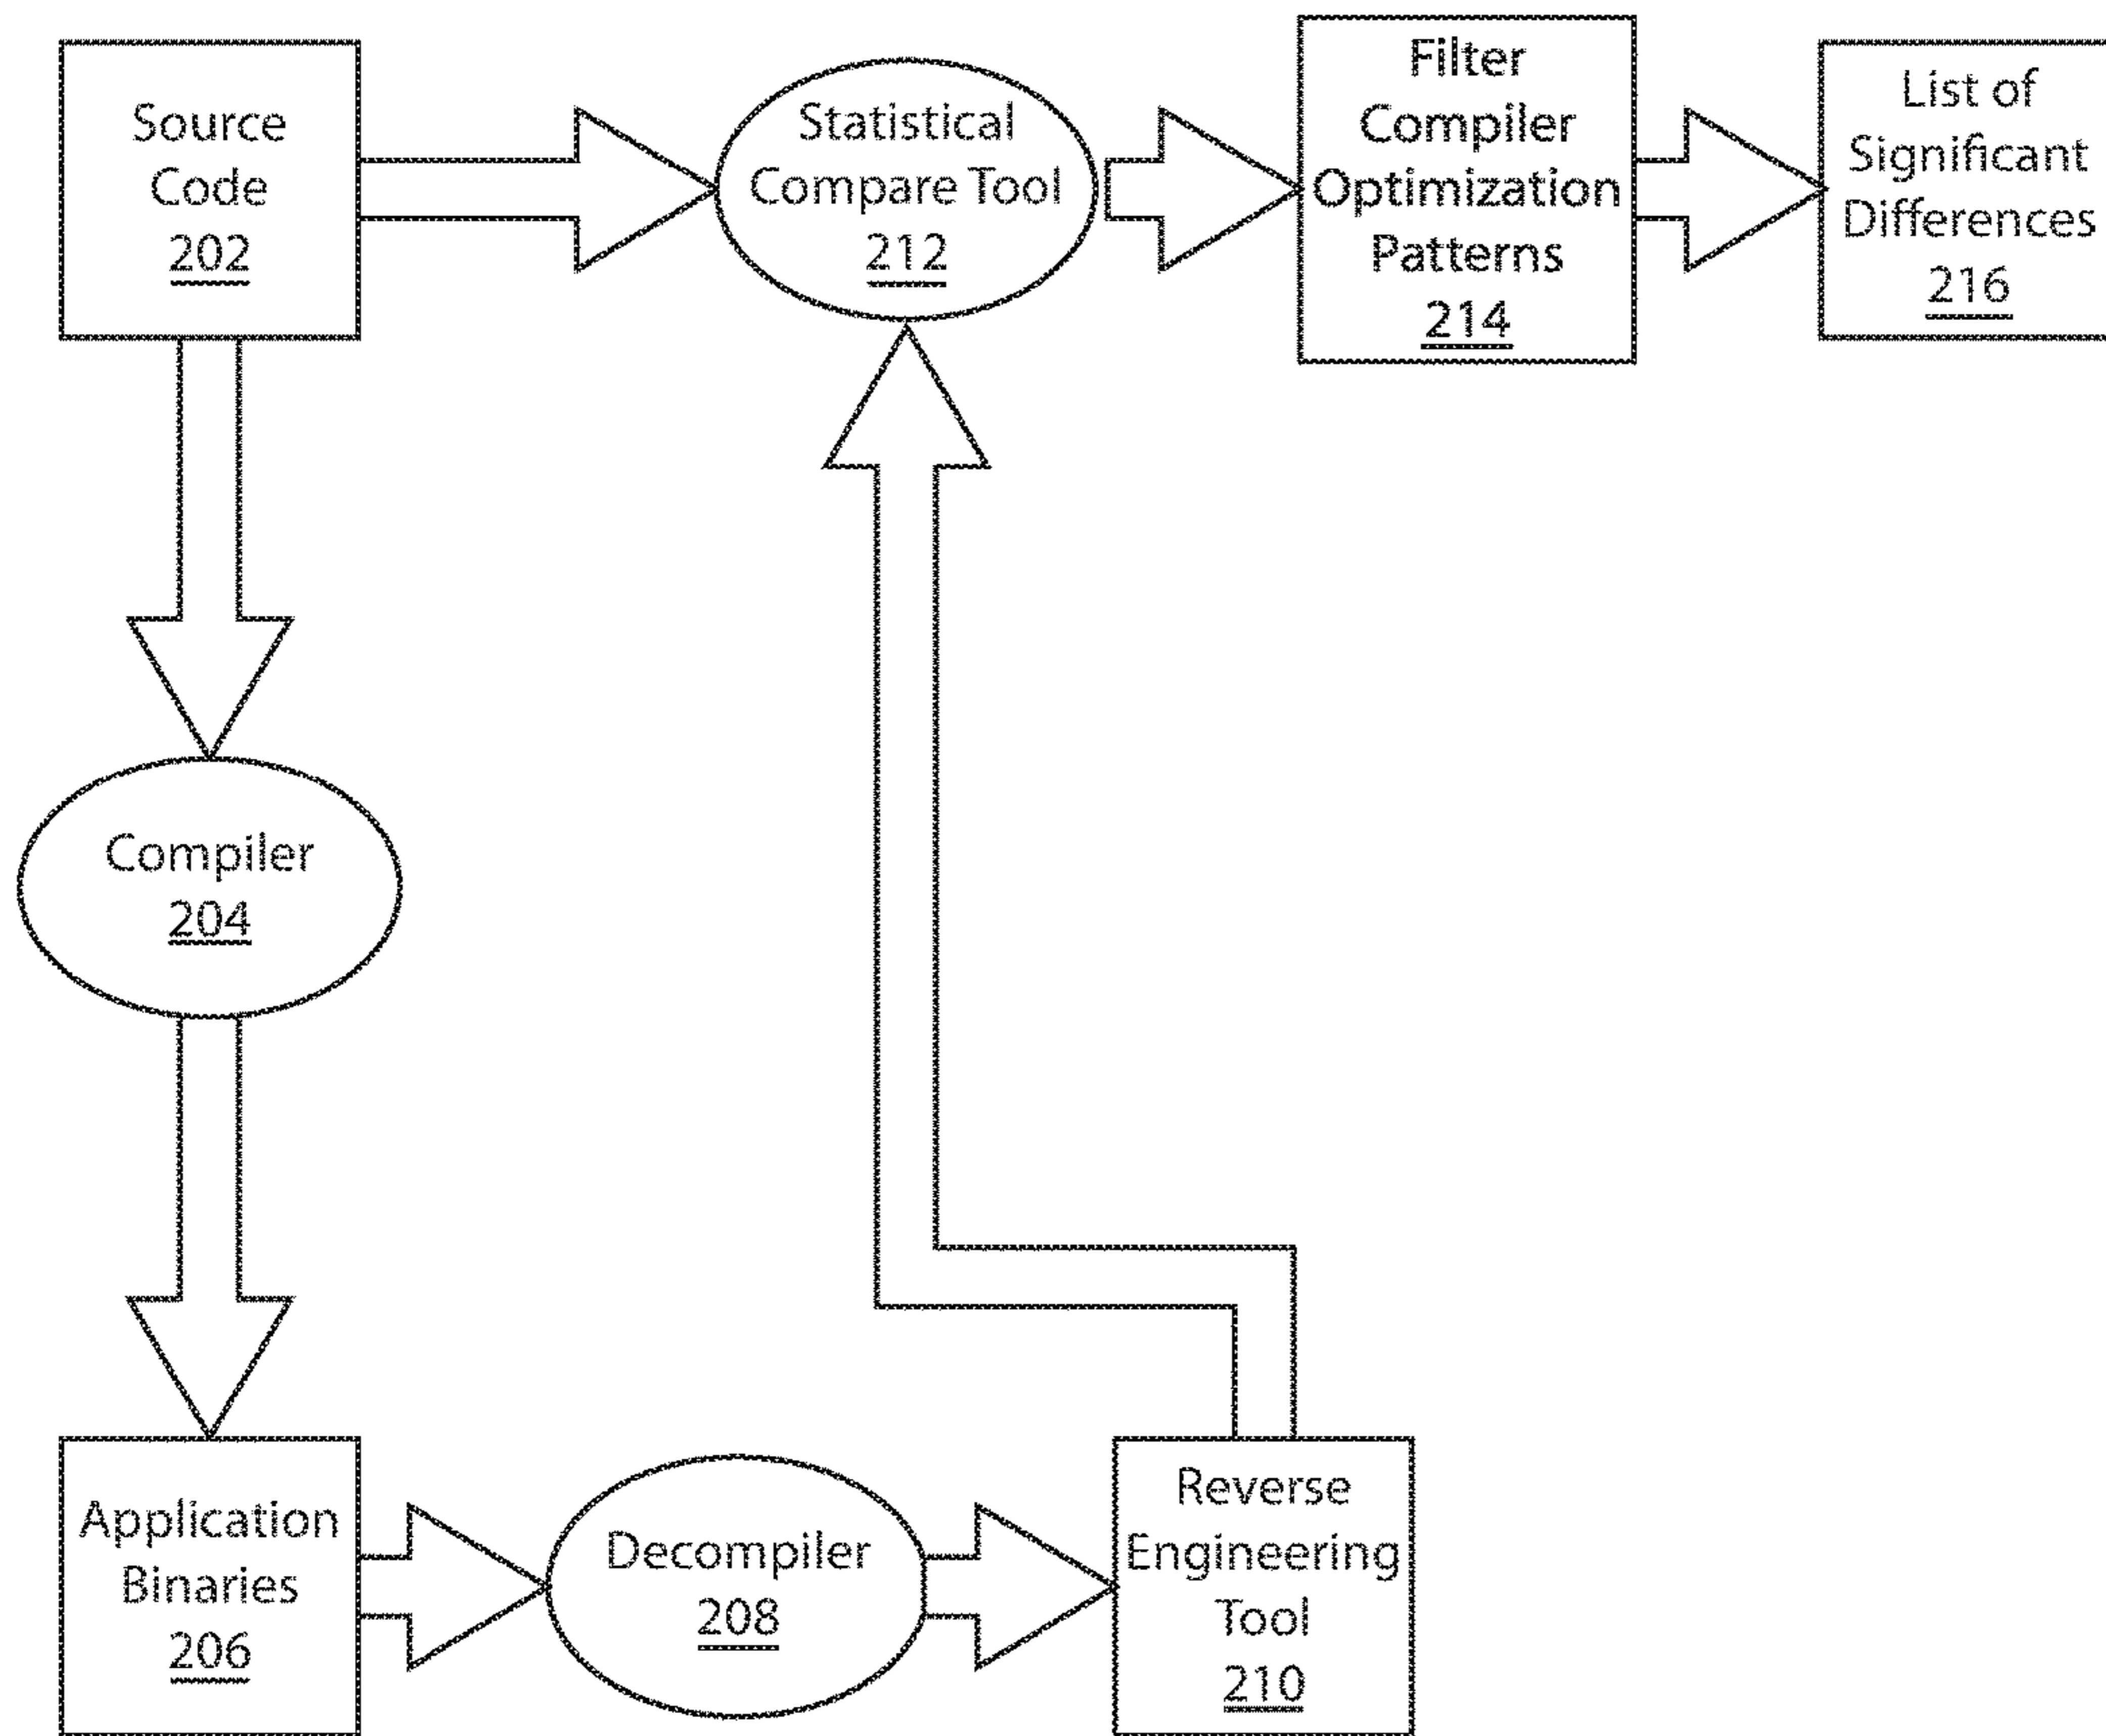 Source
Code
202
Statistical
Compare Tool
212
Filter
Compiler
Optimization
Patterns
214
List of
Significant
Differences
216
Compiler
204
Application
Binaries
206
Decompiler
208
Reverse
Engineering
Tool
210